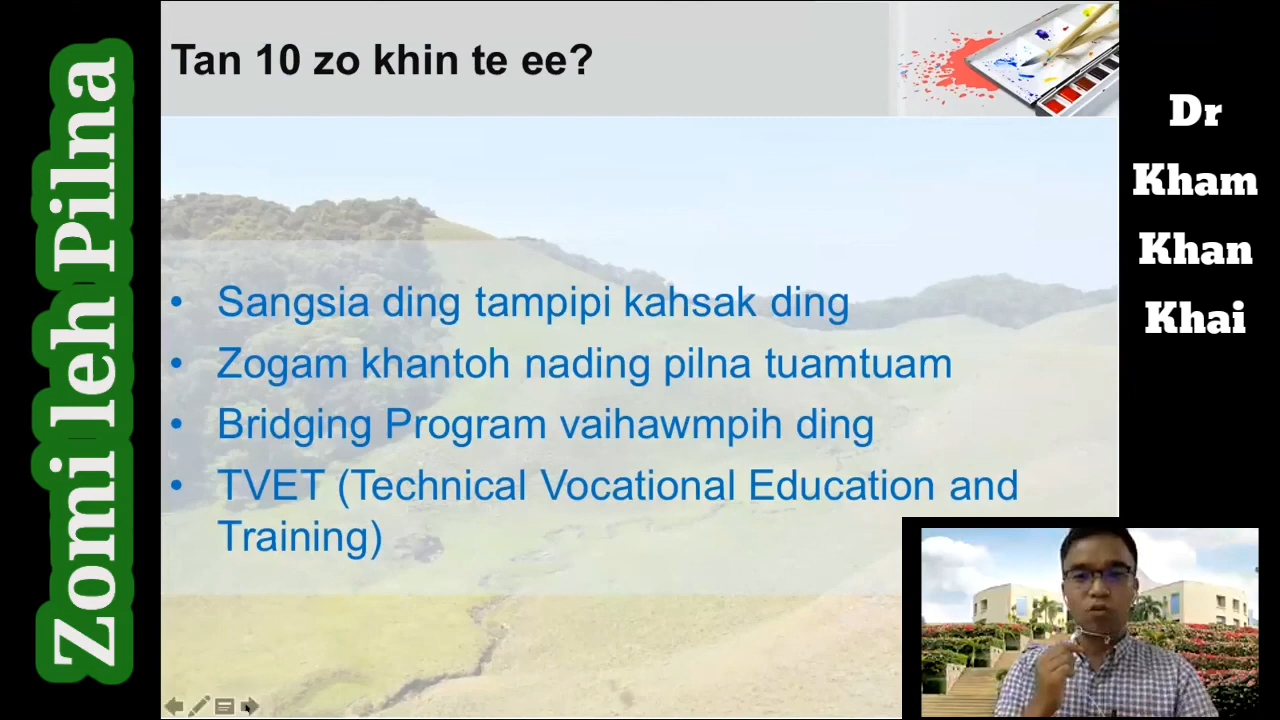 Zomi leh Pilna
Tan 10 zo khin te ee?
• Sangsia ding tampipi kahsak ding
• Zogam khantoh nading pilna tuamtuam
• Bridging Program vaihawmpih ding
• TVET (Technical Vocational Education and
Training)
Dr
Kham
Khan
Khai